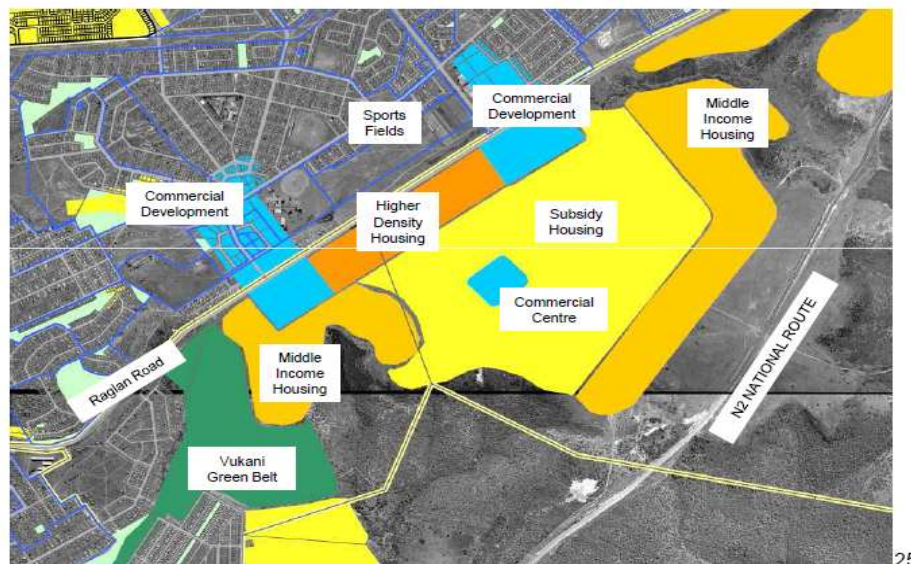 Sports
Fields
Commercial
Development
Middle
Income
Housing
Commercial
Development
Higher
Density
Housing
Subsidy
Housing
Commercial
Centre
Raglan Road
Middle
Income
Housing
N2 NATIONAL ROUTE
Vukani
Green Belt
25